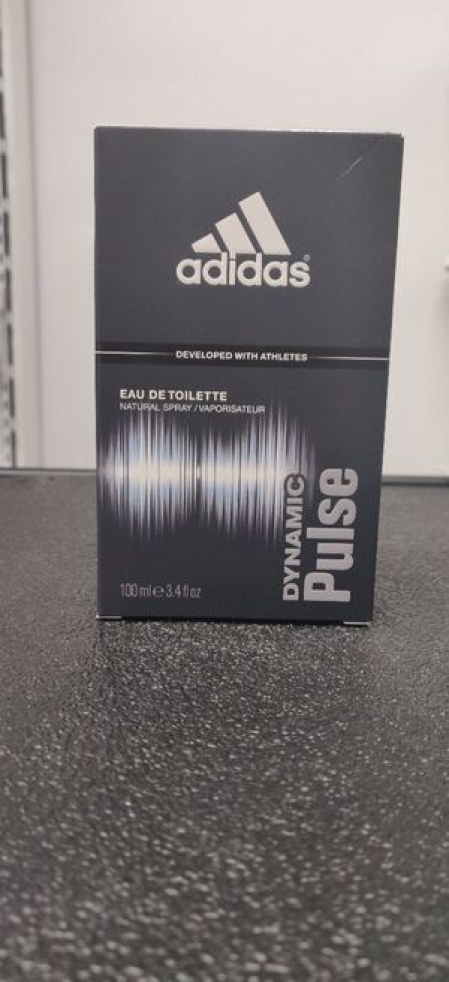 adidas®
DEVELOPED WITH ATHLETES
EAU DE TOILETTE
NATURAL SPRAY / VAPORISATEUR
DYNAMIC
Pulse
100 ml e 3.4 fl oz